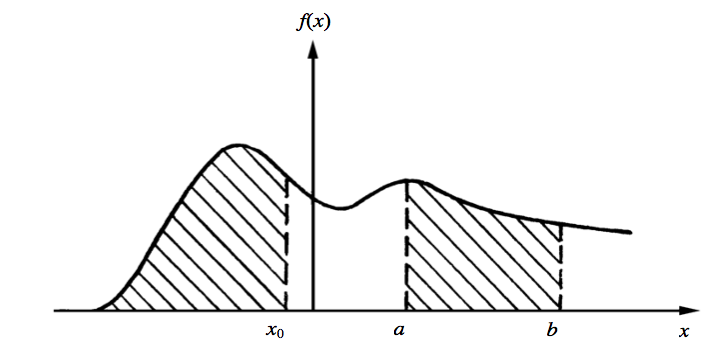 f(x)
x₀ a b x